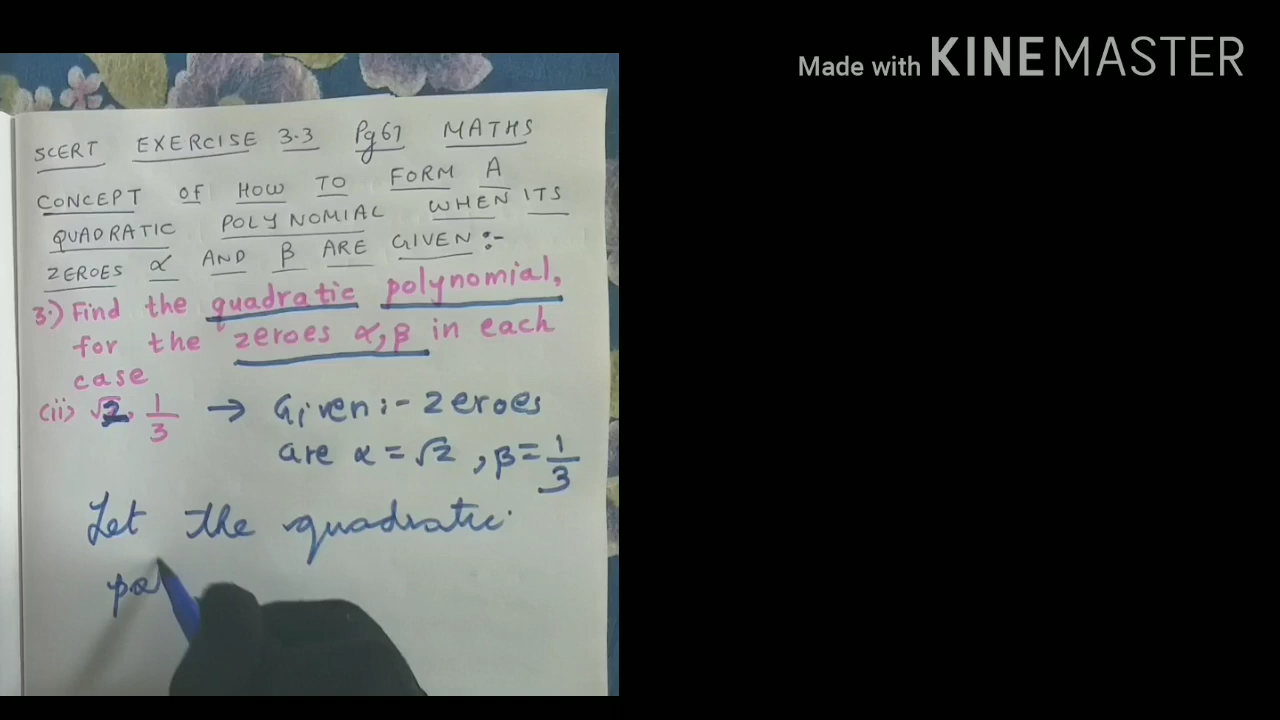 Made with KINEMASTER
SCERT EXERCISE 3.3 Pg67 MATHS
CONCEPT OF HOW TO FORM A
QUADRATIC POLYNOMIAL WHEN ITS
ZEROES α AND β ARE GIVEN :-
3.) Find the quadratic polynomial,
for the zeroes α, β in each
case
(ii) √2, 1/3 → Given:- Zeroes
are α = √2, β = 1/3
Let the quadratic